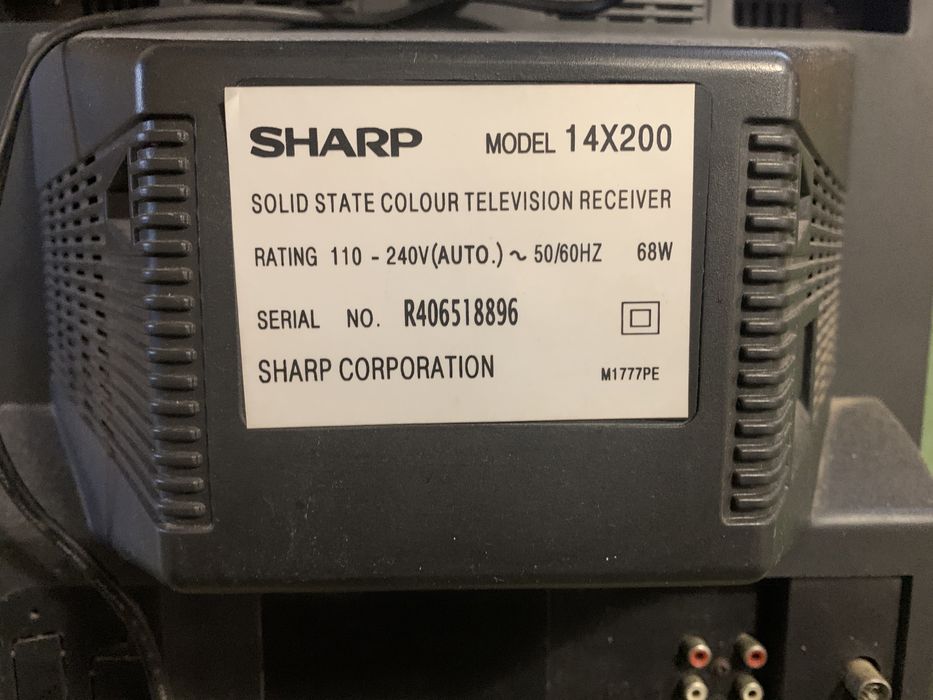 SHARP MODEL 14X200
SOLID STATE COLOUR TELEVISION RECEIVER
RATING 110 - 240V(AUTO.) ~ 50/60HZ 68W
SERIAL NO. R406518896
SHARP CORPORATION M1777PE